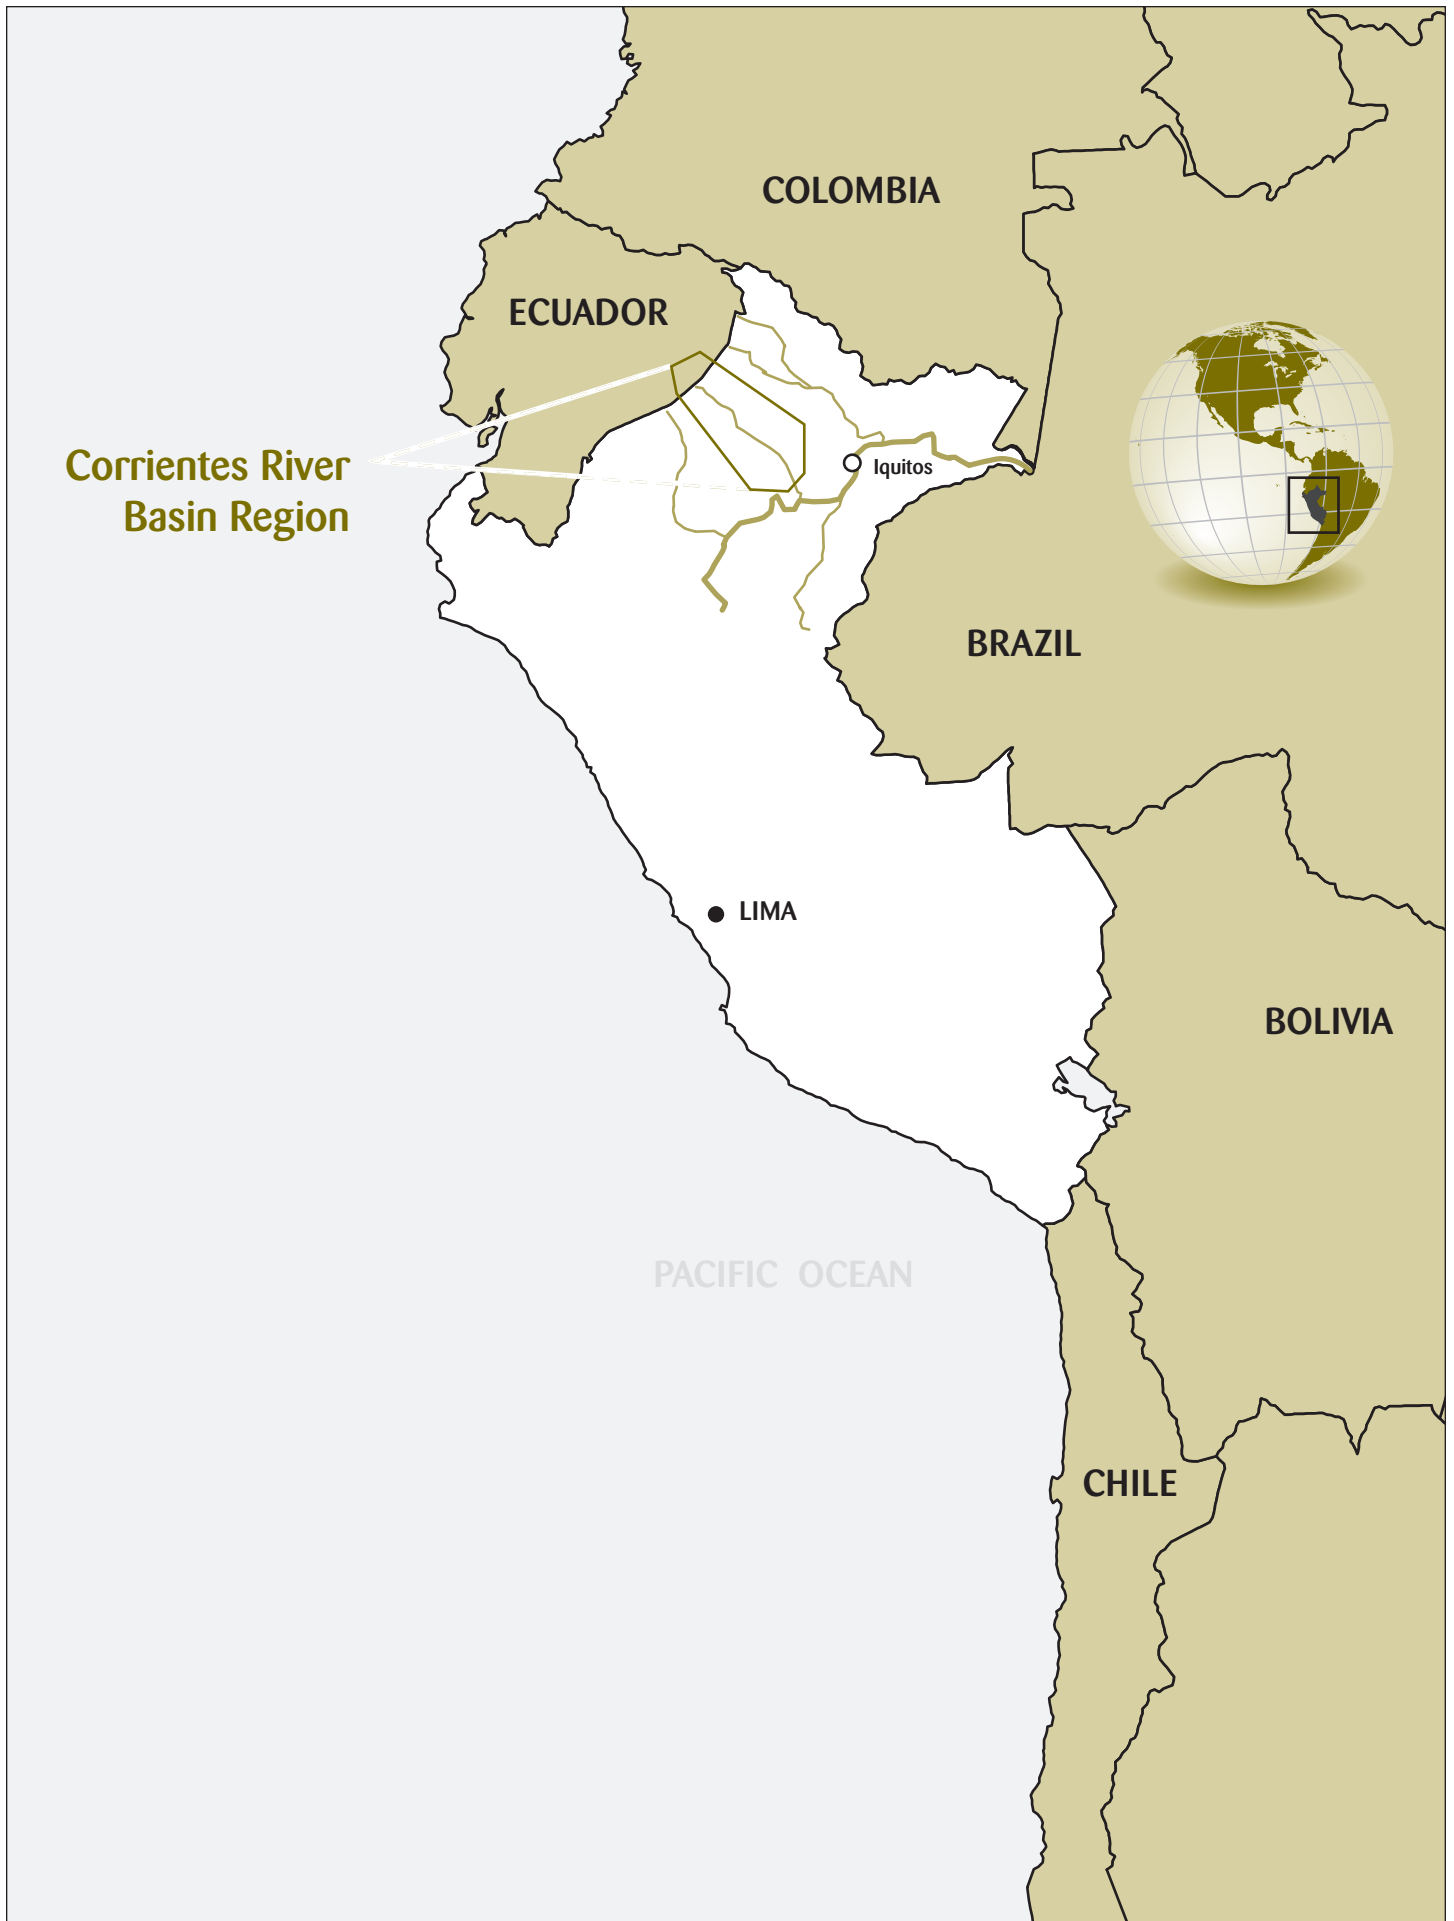 COLOMBIA
ECUADOR
Corrientes River
Basin Region
Iquitos
BRAZIL
LIMA
BOLIVIA
PACIFIC OCEAN
CHILE